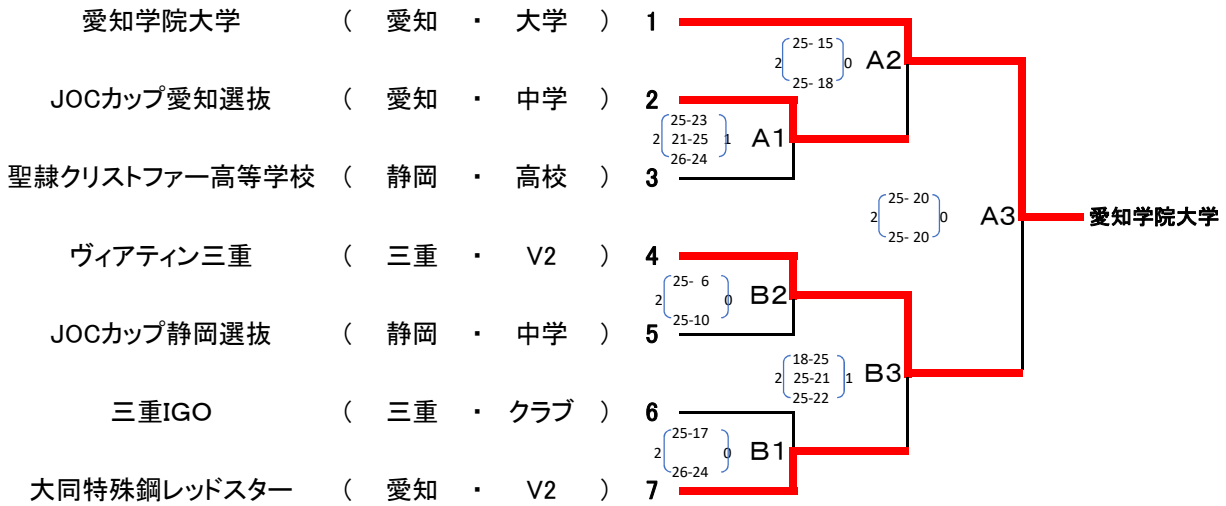 愛知学院大学 ( 愛知 ・ 大学 ) 1
25- 15
2 0 A2
25- 18
JOCカップ愛知選抜 ( 愛知 ・ 中学 ) 2
25-23
2 21-25 1 A1
26-24
聖隷クリストファー高等学校 ( 静岡 ・ 高校 ) 3
25- 20
2 0 A3 愛知学院大学
25- 20
ヴィアティン三重 ( 三重 ・ V2 ) 4
25- 6
2 0 B2
25-10
JOCカップ静岡選抜 ( 静岡 ・ 中学 ) 5
18-25
2 25-21 1 B3
25-22
三重IGO ( 三重 ・ クラブ ) 6
25-17
2 0 B1
26-24
大同特殊鋼レッドスター ( 愛知 ・ V2 ) 7